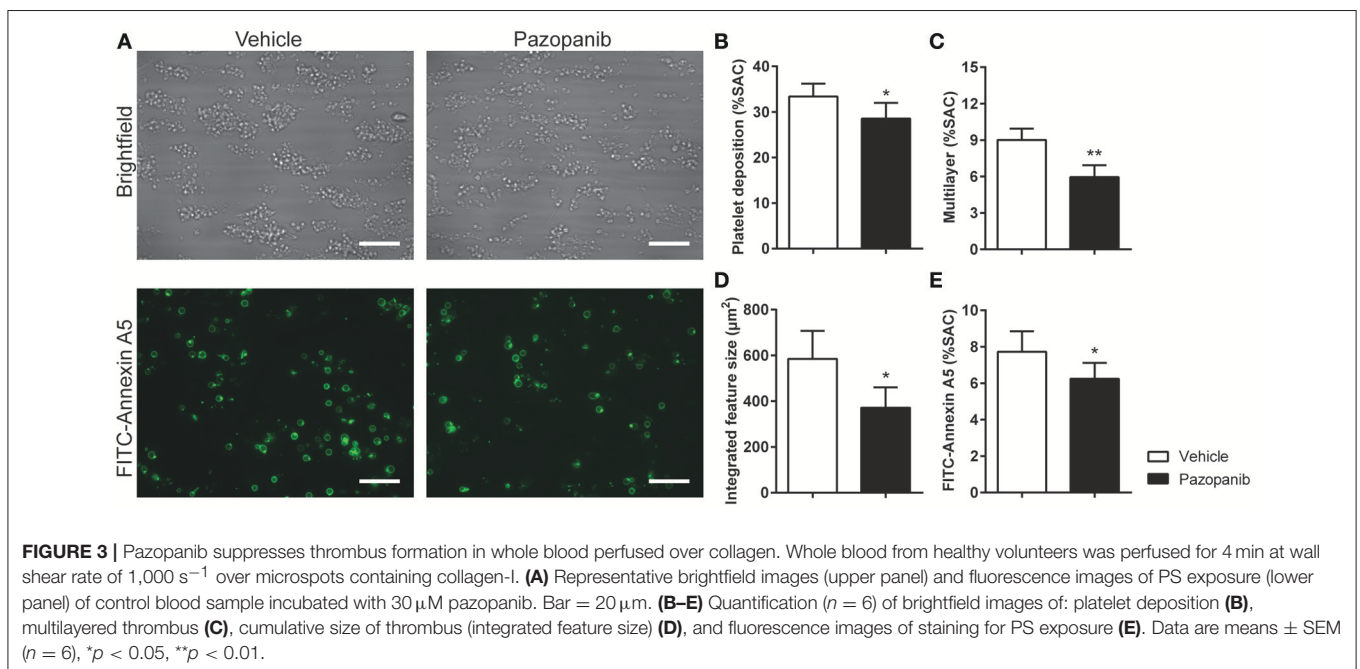 A
Vehicle
Pazopanib
Brightfield
FITC-Annexin A5
B
Platelet deposition (%SAC)
40
30
20
10
0
*
C
Multilayer (%SAC)
15
12
9
6
3
0
**
D
Integrated feature size (µm²)
800
600
400
200
0
*
E
FITC-Annexin A5 (%SAC)
10
8
6
4
2
0
*
Vehicle
Pazopanib
FIGURE 3 | Pazopanib suppresses thrombus formation in whole blood perfused over collagen. Whole blood from healthy volunteers was perfused for 4 min at wall
shear rate of 1,000 s⁻¹ over microspots containing collagen-I. (A) Representative brightfield images (upper panel) and fluorescence images of PS exposure (lower
panel) of control blood sample incubated with 30 µM pazopanib. Bar = 20 µm. (B–E) Quantification (n = 6) of brightfield images of: platelet deposition (B),
multilayered thrombus (C), cumulative size of thrombus (integrated feature size) (D), and fluorescence images of staining for PS exposure (E). Data are means ± SEM
(n = 6), *p < 0.05, **p < 0.01.